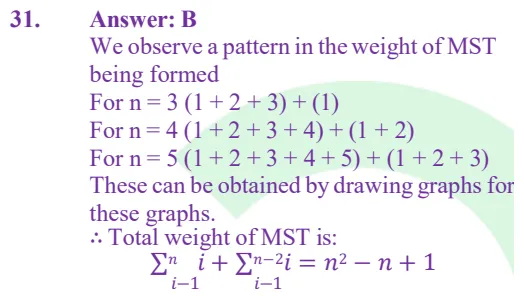 31. Answer: B
We observe a pattern in the weight of MST
being formed
For n = 3 (1 + 2 + 3) + (1)
For n = 4 (1 + 2 + 3 + 4) + (1 + 2)
For n = 5 (1 + 2 + 3 + 4 + 5) + (1 + 2 + 3)
These can be obtained by drawing graphs for
these graphs.
∴ Total weight of MST is:
∑ⁿᵢ₋₁ i + ∑ⁿ⁻²ᵢ₋₁ i = n² − n + 1